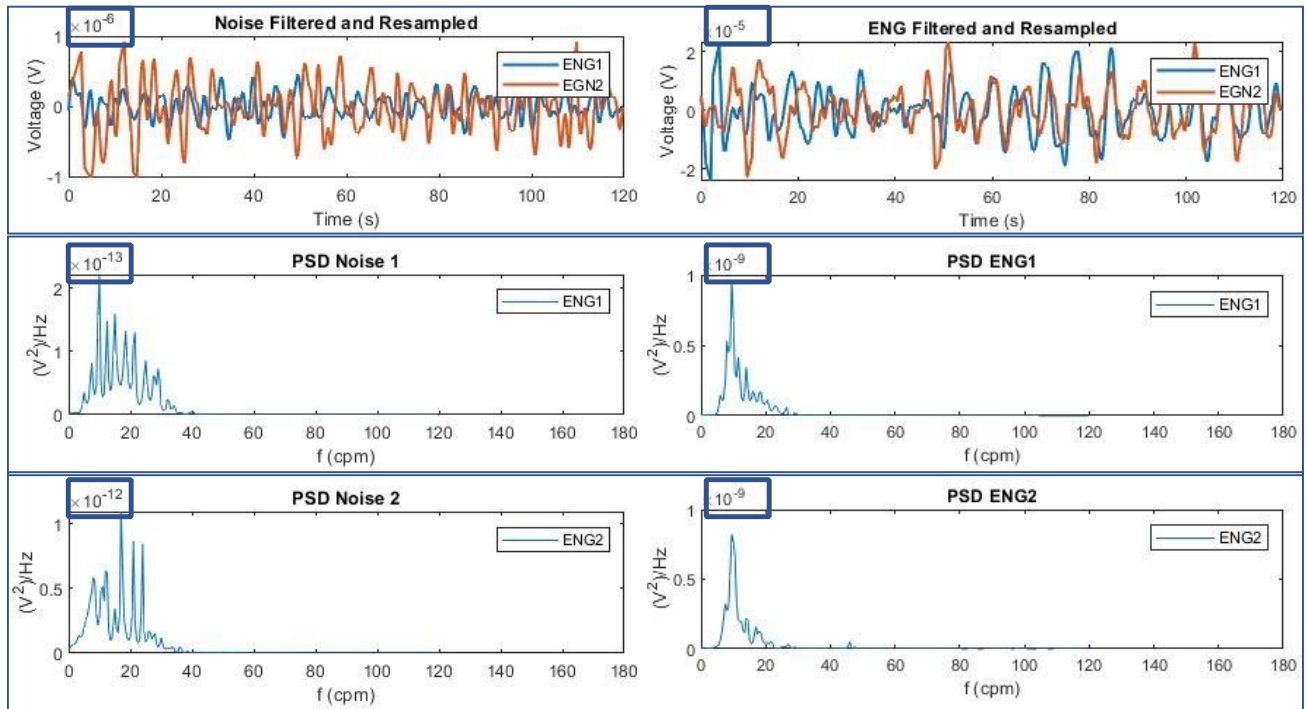 Noise Filtered and Resampled
×10-6
1
0
-1
Voltage (V)
ENG1
EGN2
0 20 40 60 80 100 120
Time (s)
ENG Filtered and Resampled
×10-5
2
0
-2
Voltage (V)
ENG1
EGN2
0 20 40 60 80 100 120
Time (s)
PSD Noise 1
×10-13
2
1
0
(V2)/Hz
ENG1
0 20 40 60 80 100 120 140 160 180
f (cpm)
PSD ENG1
×10-9
1
0.5
0
(V2)/Hz
ENG1
0 20 40 60 80 100 120 140 160 180
f (cpm)
PSD Noise 2
×10-12
1
0.5
0
(V2)/Hz
ENG2
0 20 40 60 80 100 120 140 160 180
f (cpm)
PSD ENG2
×10-9
1
0.5
0
(V2)/Hz
ENG2
0 20 40 60 80 100 120 140 160 180
f (cpm)